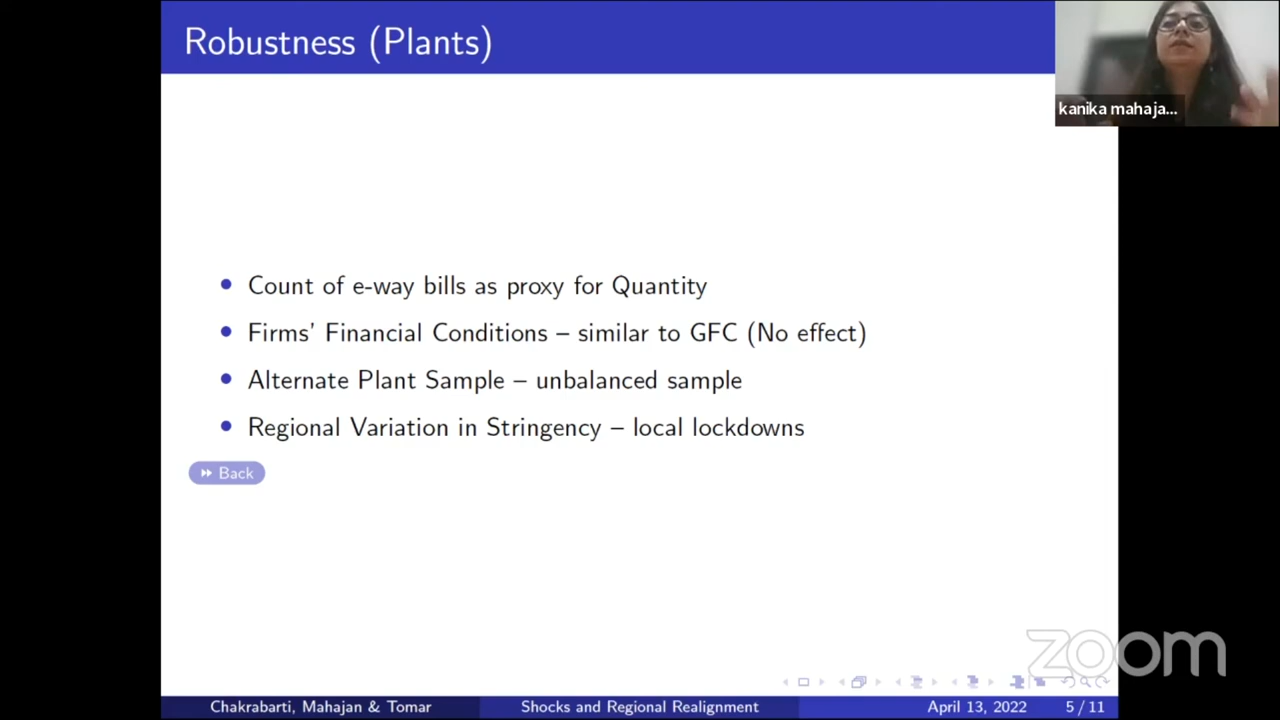 Robustness (Plants)
kanika mahaja...
Count of e-way bills as proxy for Quantity
Firms' Financial Conditions – similar to GFC (No effect)
Alternate Plant Sample – unbalanced sample
Regional Variation in Stringency – local lockdowns
Back
zoom
Chakrabarti, Mahajan & Tomar Shocks and Regional Realignment April 13, 2022 5 / 11